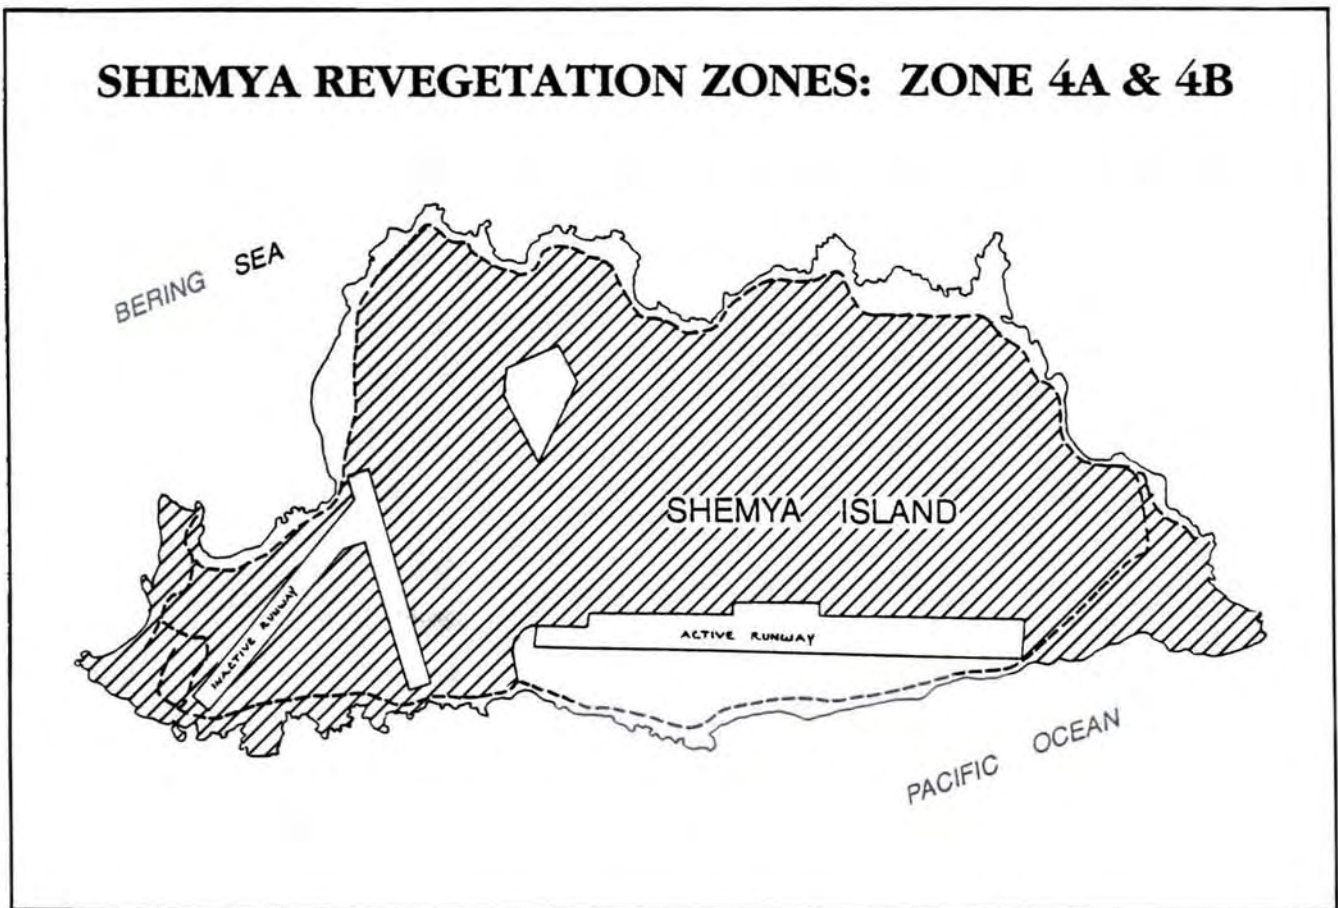 SHEMYA REVEGETATION ZONES: ZONE 4A & 4B
BERING SEA
SHEMYA ISLAND
INACTIVE RUNWAY
ACTIVE RUNWAY
PACIFIC OCEAN